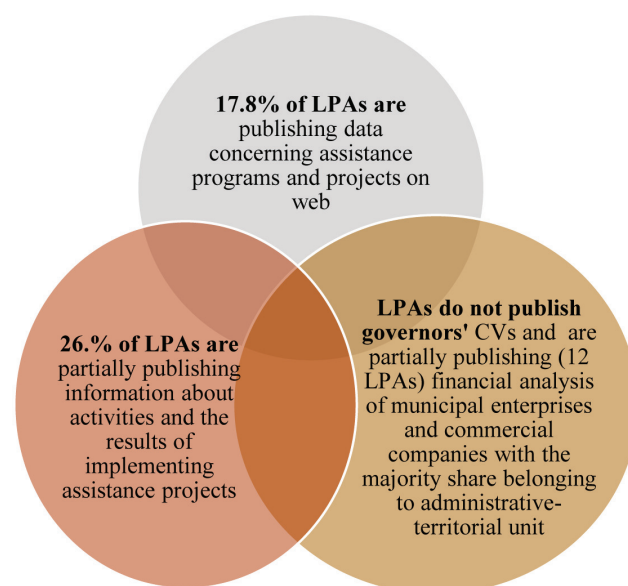 17.8% of LPAs are
publishing data
concerning assistance
programs and projects on
web
26.% of LPAs are
partially publishing
information about
activities and the
results of
implementing
assistance projects
LPAs do not publish
governors' CVs and are
partially publishing (12
LPAs) financial analysis
of municipal enterprises
and commercial
companies with the
majority share belonging
to administrative-
territorial unit